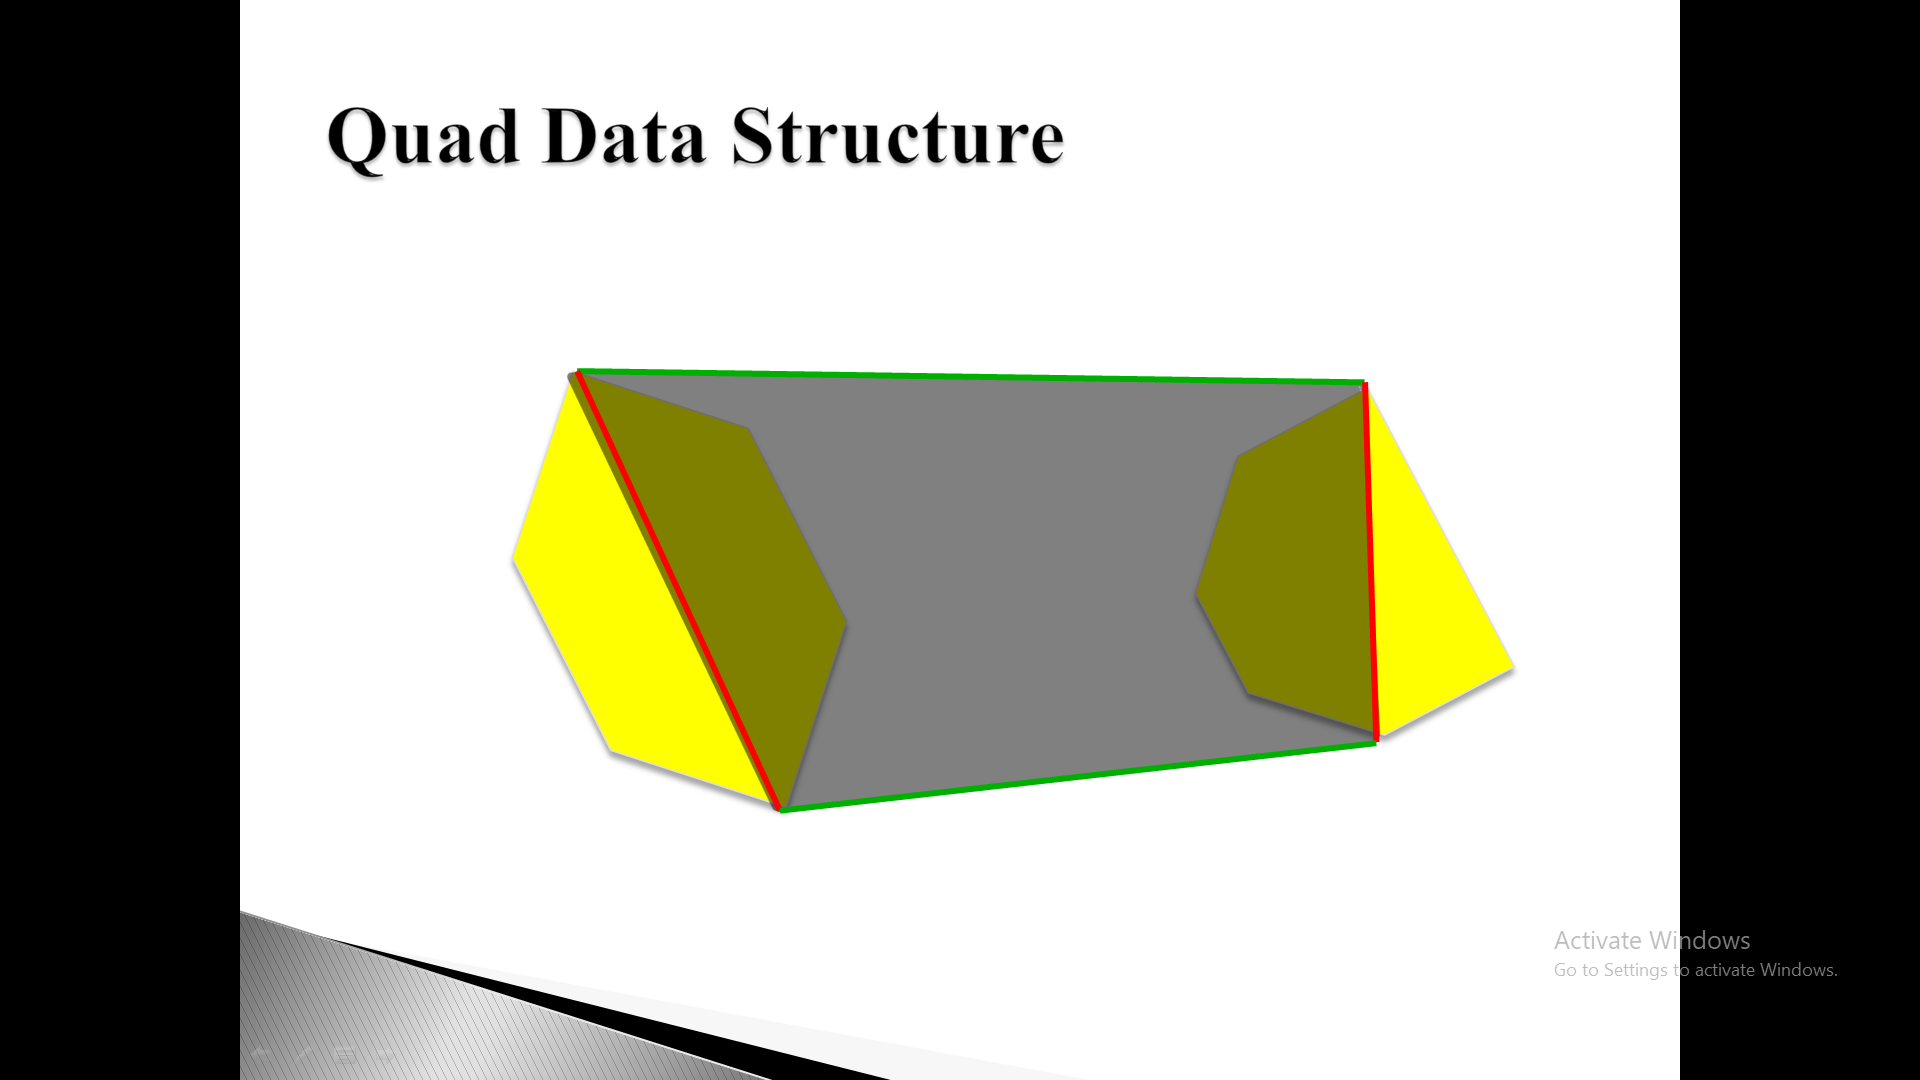 Quad Data Structure
Activate Windows
Go to Settings to activate Windows.